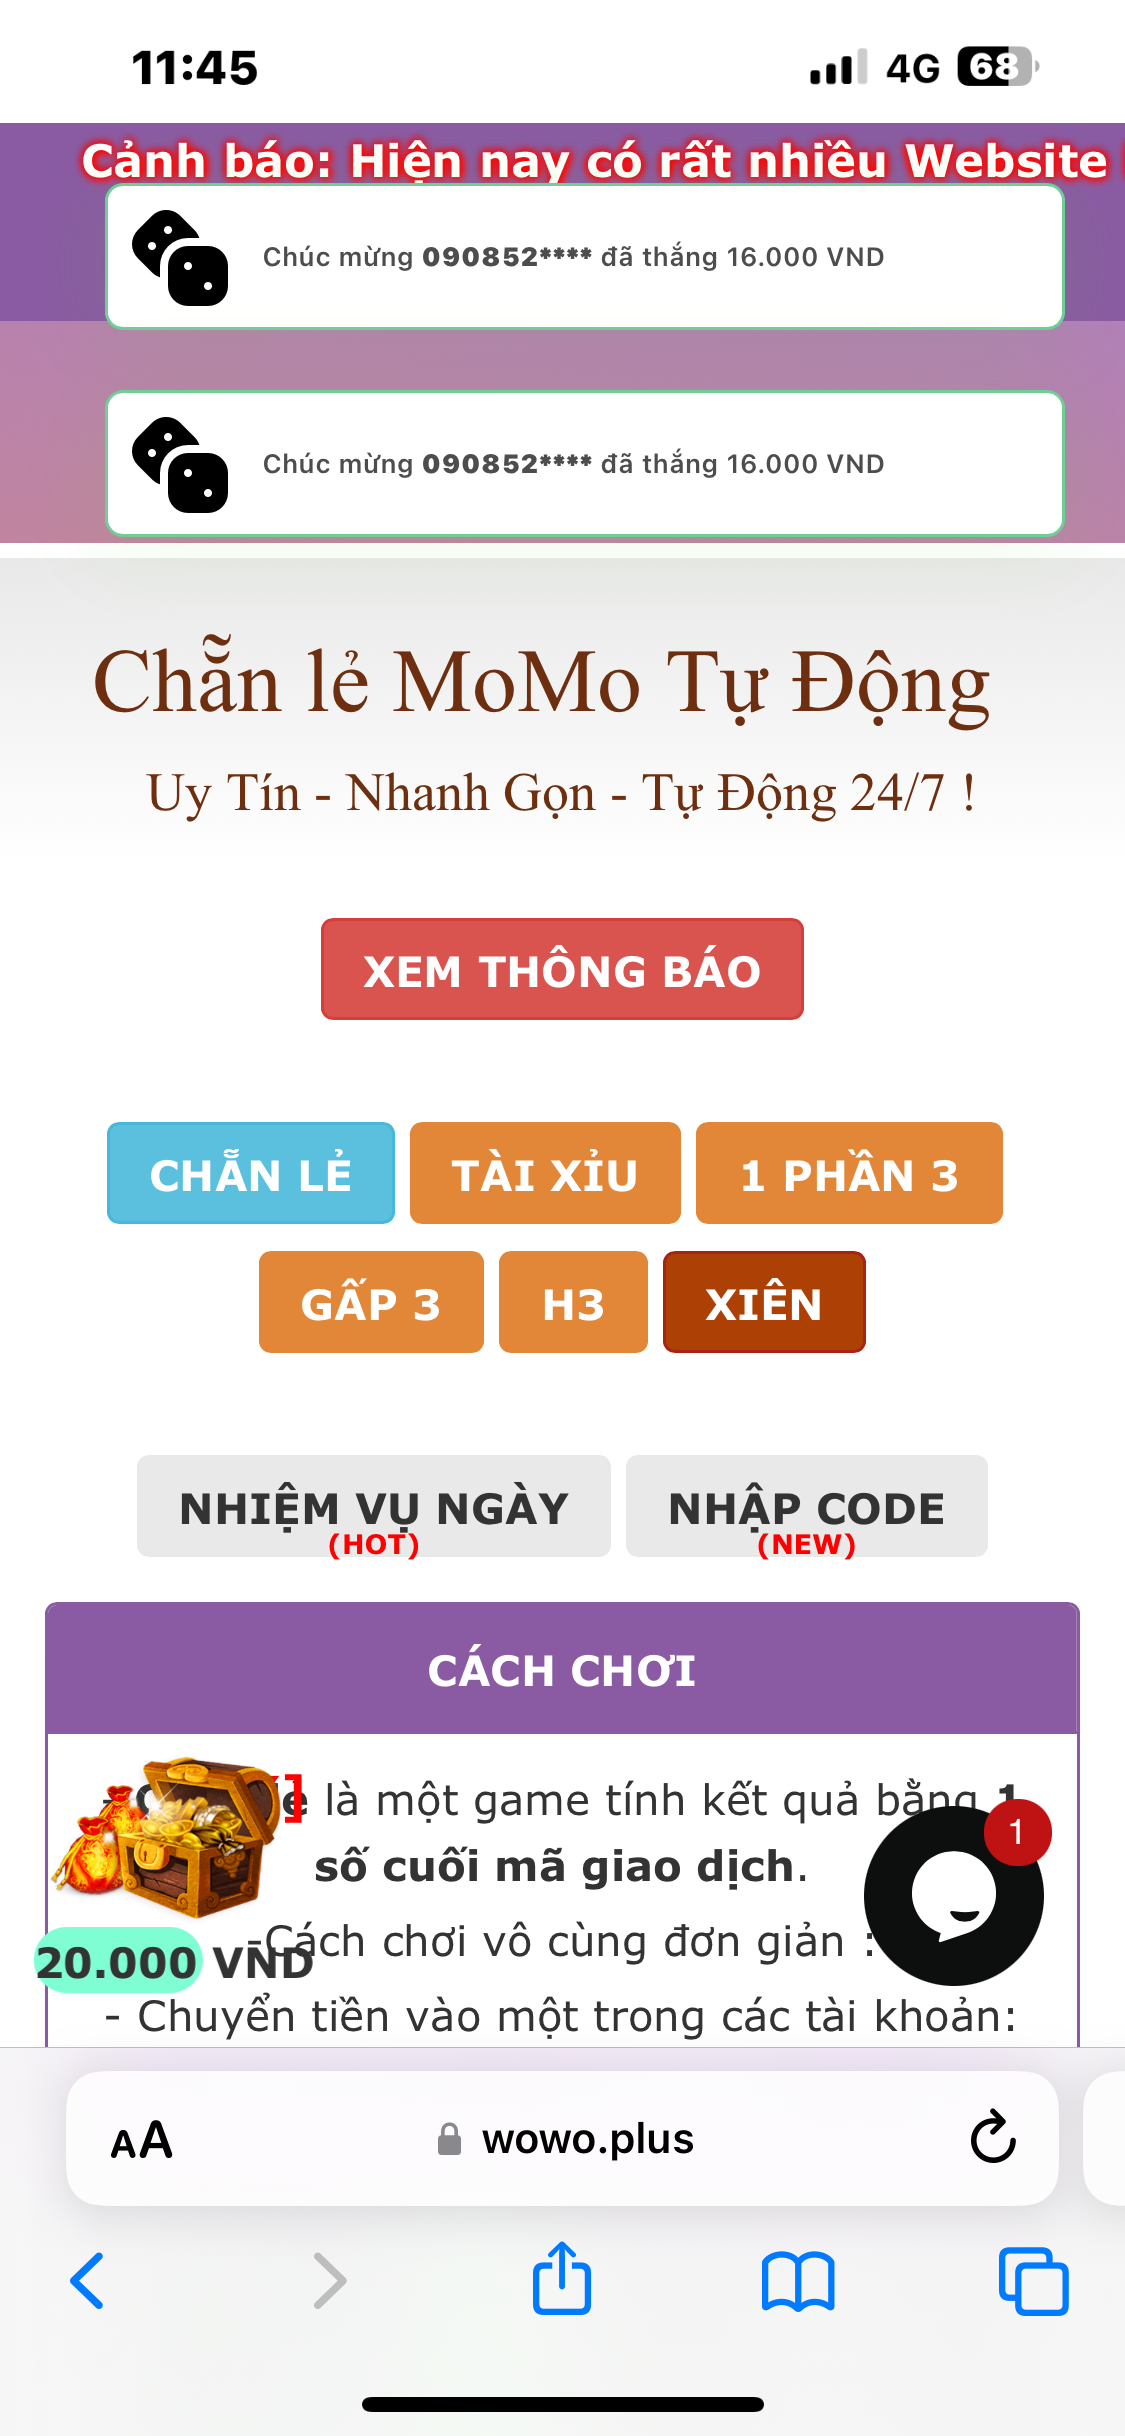 11:45
4G 68
Cảnh báo: Hiện nay có rất nhiều Website
Chúc mừng 090852**** đã thắng 16.000 VND
Chúc mừng 090852**** đã thắng 16.000 VND
Chẵn lẻ MoMo Tự Động
Uy Tín - Nhanh Gọn - Tự Động 24/7 !
XEM THÔNG BÁO
CHẴN LẺ TÀI XỈU 1 PHẦN 3
GẤP 3 H3 XIÊN
NHIỆM VỤ NGÀY NHẬP CODE
(HOT) (NEW)
CÁCH CHƠI
là một game tính kết quả bằng 1
số cuối mã giao dịch.
1
-Cách chơi vô cùng đơn giản :
20.000 VND
- Chuyển tiền vào một trong các tài khoản:
AA wowo.plus